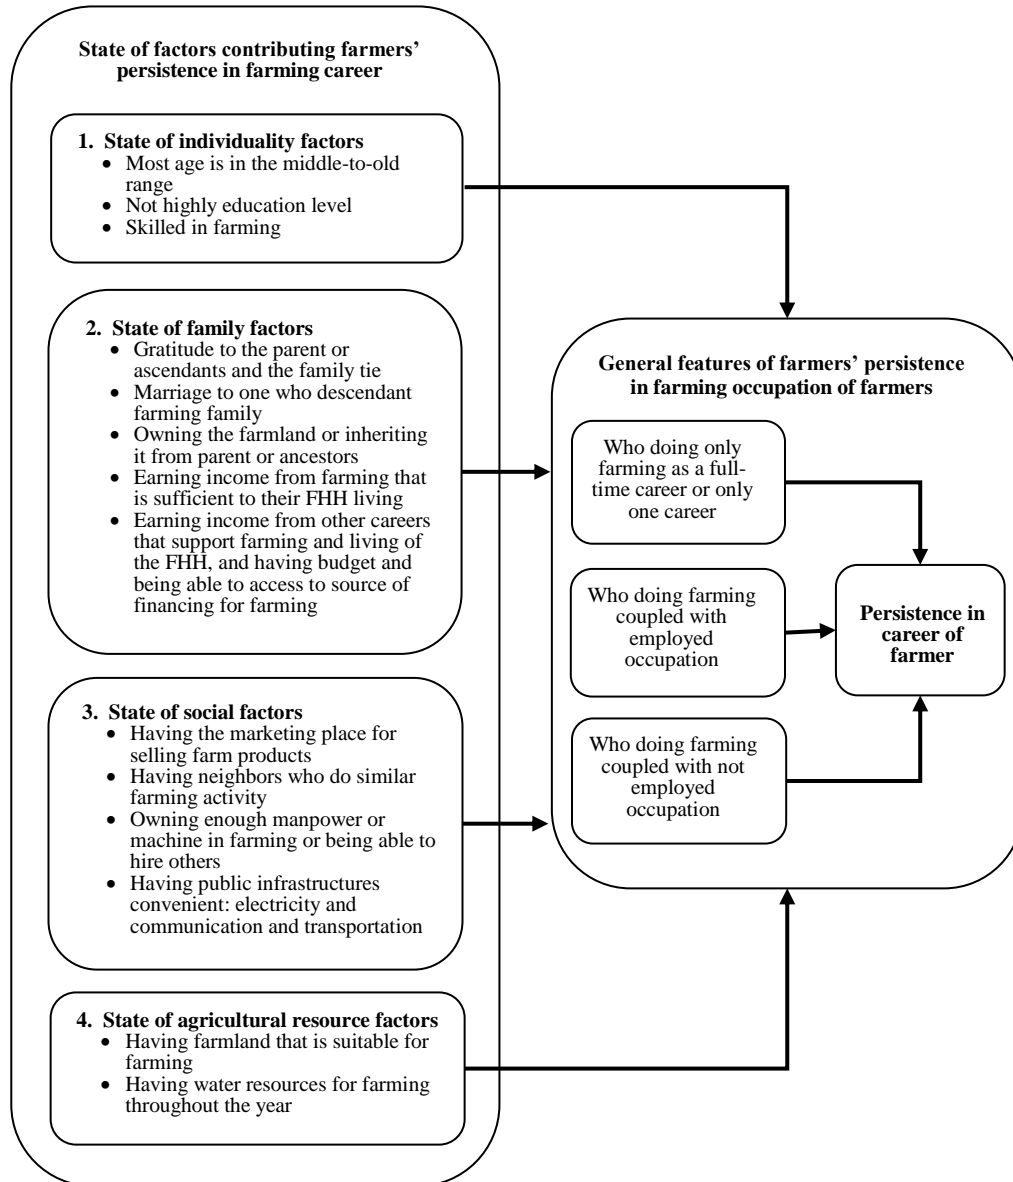 State of factors contributing farmers’
persistence in farming career
1. State of individuality factors
• Most age is in the middle-to-old
range
• Not highly education level
• Skilled in farming
2. State of family factors
• Gratitude to the parent or
ascendants and the family tie
• Marriage to one who descendant
farming family
• Owning the farmland or inheriting
it from parent or ancestors
• Earning income from farming that
is sufficient to their FHH living
• Earning income from other careers
that support farming and living of
the FHH, and having budget and
being able to access to source of
financing for farming
3. State of social factors
• Having the marketing place for
selling farm products
• Having neighbors who do similar
farming activity
• Owning enough manpower or
machine in farming or being able to
hire others
• Having public infrastructures
convenient: electricity and
communication and transportation
4. State of agricultural resource factors
• Having farmland that is suitable for
farming
• Having water resources for farming
throughout the year
General features of farmers’ persistence
in farming occupation of farmers
Who doing only
farming as a full-
time career or only
one career
Who doing farming
coupled with
employed
occupation
Who doing farming
coupled with not
employed
occupation
Persistence in
career of
farmer